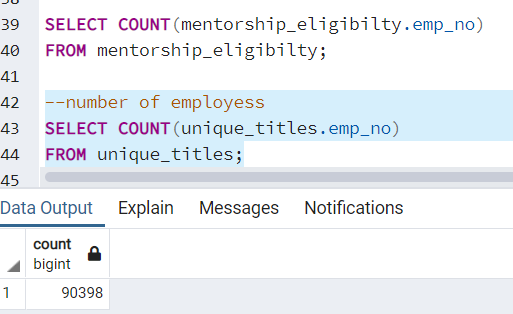 39 SELECT COUNT(mentorship_eligibilty.emp_no)
40 FROM mentorship_eligibilty;
41
42 --number of employess
43 SELECT COUNT(unique_titles.emp_no)
44 FROM unique_titles;
45
Data Output Explain Messages Notifications
count
bigint
1 90398